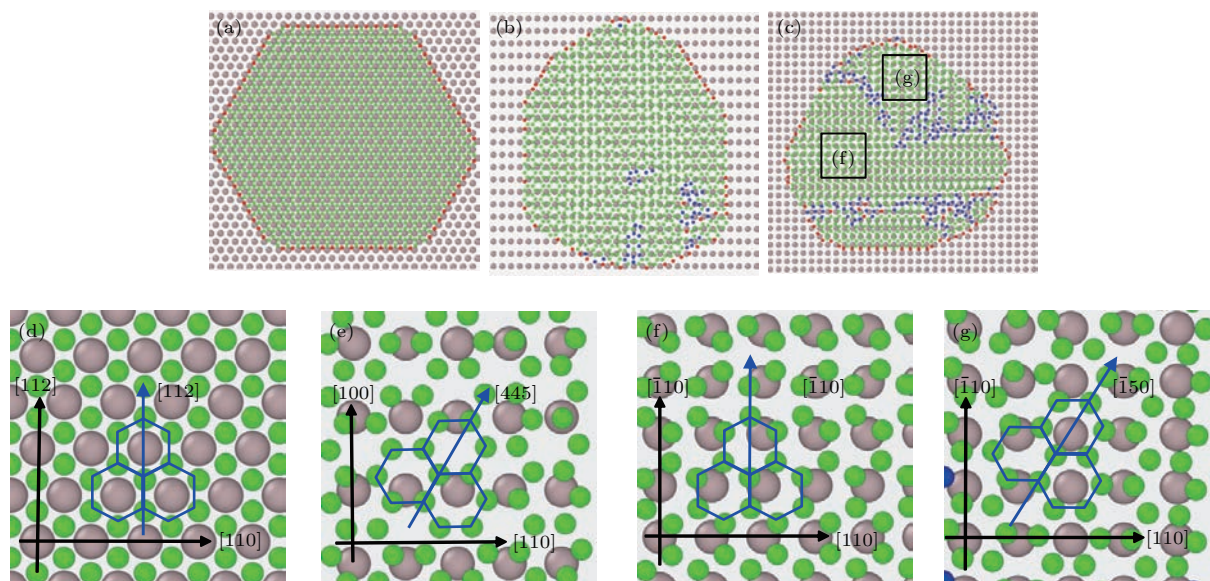 (a)
(b)
(c)
(g)
(f)
(d)
[112]
[112]
[110]
(e)
[100]
[445]
[110]
(f)
[1̄10]
[1̄10]
[110]
(g)
[1̄10]
[1̄50]
[110]